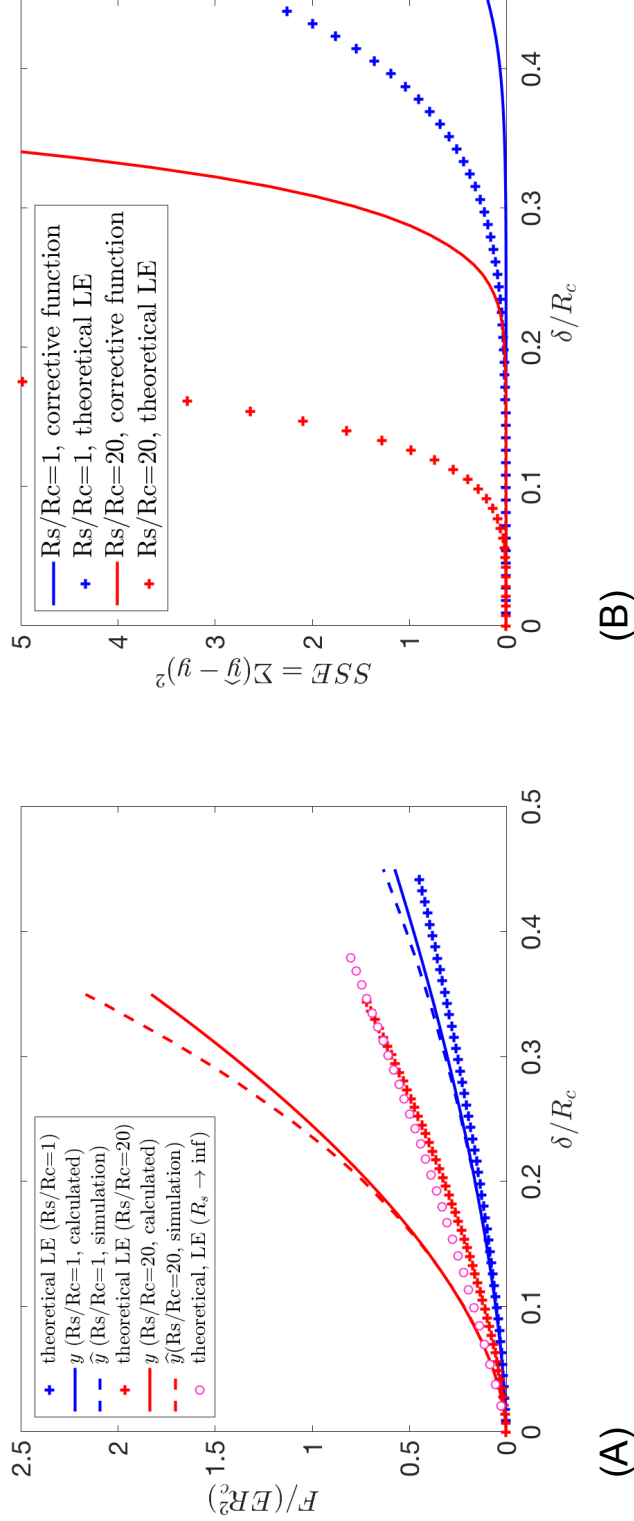 2.5
2
1.5
1
0.5
0
0
0.1
0.2
0.3
0.4
0.5
F/(ER_c^2)
δ/R_c
theoretical LE (Rs/Rc=1)
y (Rs/Rc=1, calculated)
ŷ (Rs/Rc=1, simulation)
theoretical LE (Rs/Rc=20)
y (Rs/Rc=20, calculated)
ŷ(Rs/Rc=20, simulation)
theoretical, LE (R_s → inf)
(A)
5
4
3
2
1
0
0
0.1
0.2
0.3
0.4
SSE = Σ(ŷ − y)²
δ/R_c
Rs/Rc=1, corrective function
Rs/Rc=1, theoretical LE
Rs/Rc=20, corrective function
Rs/Rc=20, theoretical LE
(B)